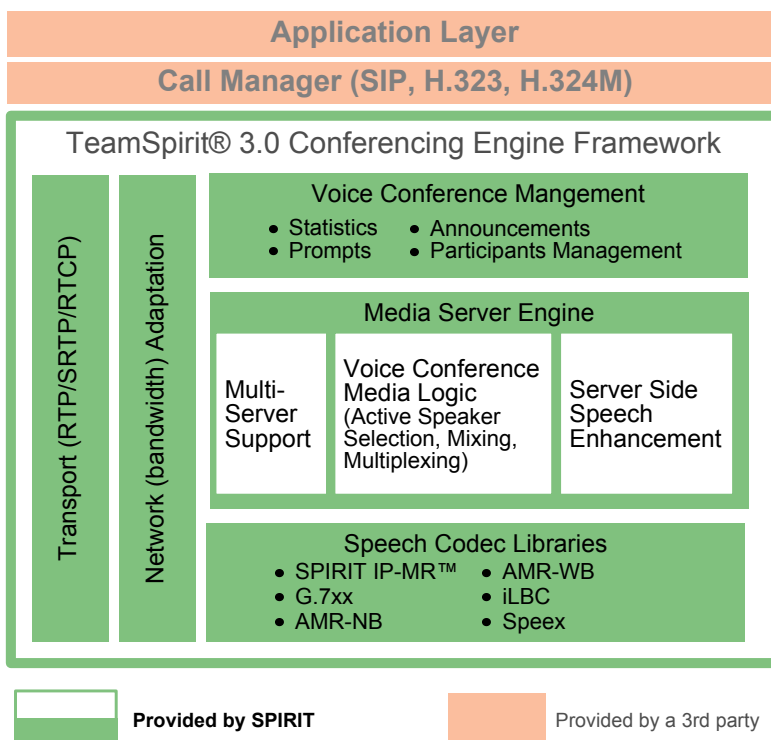 Application Layer
Call Manager (SIP, H.323, H.324M)
TeamSpirit® 3.0 Conferencing Engine Framework
Transport (RTP/SRTP/RTCP)
Network (bandwidth) Adaptation
Voice Conference Mangement
• Statistics
• Prompts
• Announcements
• Participants Management
Media Server Engine
Multi-
Server
Support
Voice Conference
Media Logic
(Active Speaker
Selection, Mixing,
Multiplexing)
Server Side
Speech
Enhancement
Speech Codec Libraries
• SPIRIT IP-MR™
• G.7xx
• AMR-NB
• AMR-WB
• iLBC
• Speex
Provided by SPIRIT
Provided by a 3rd party